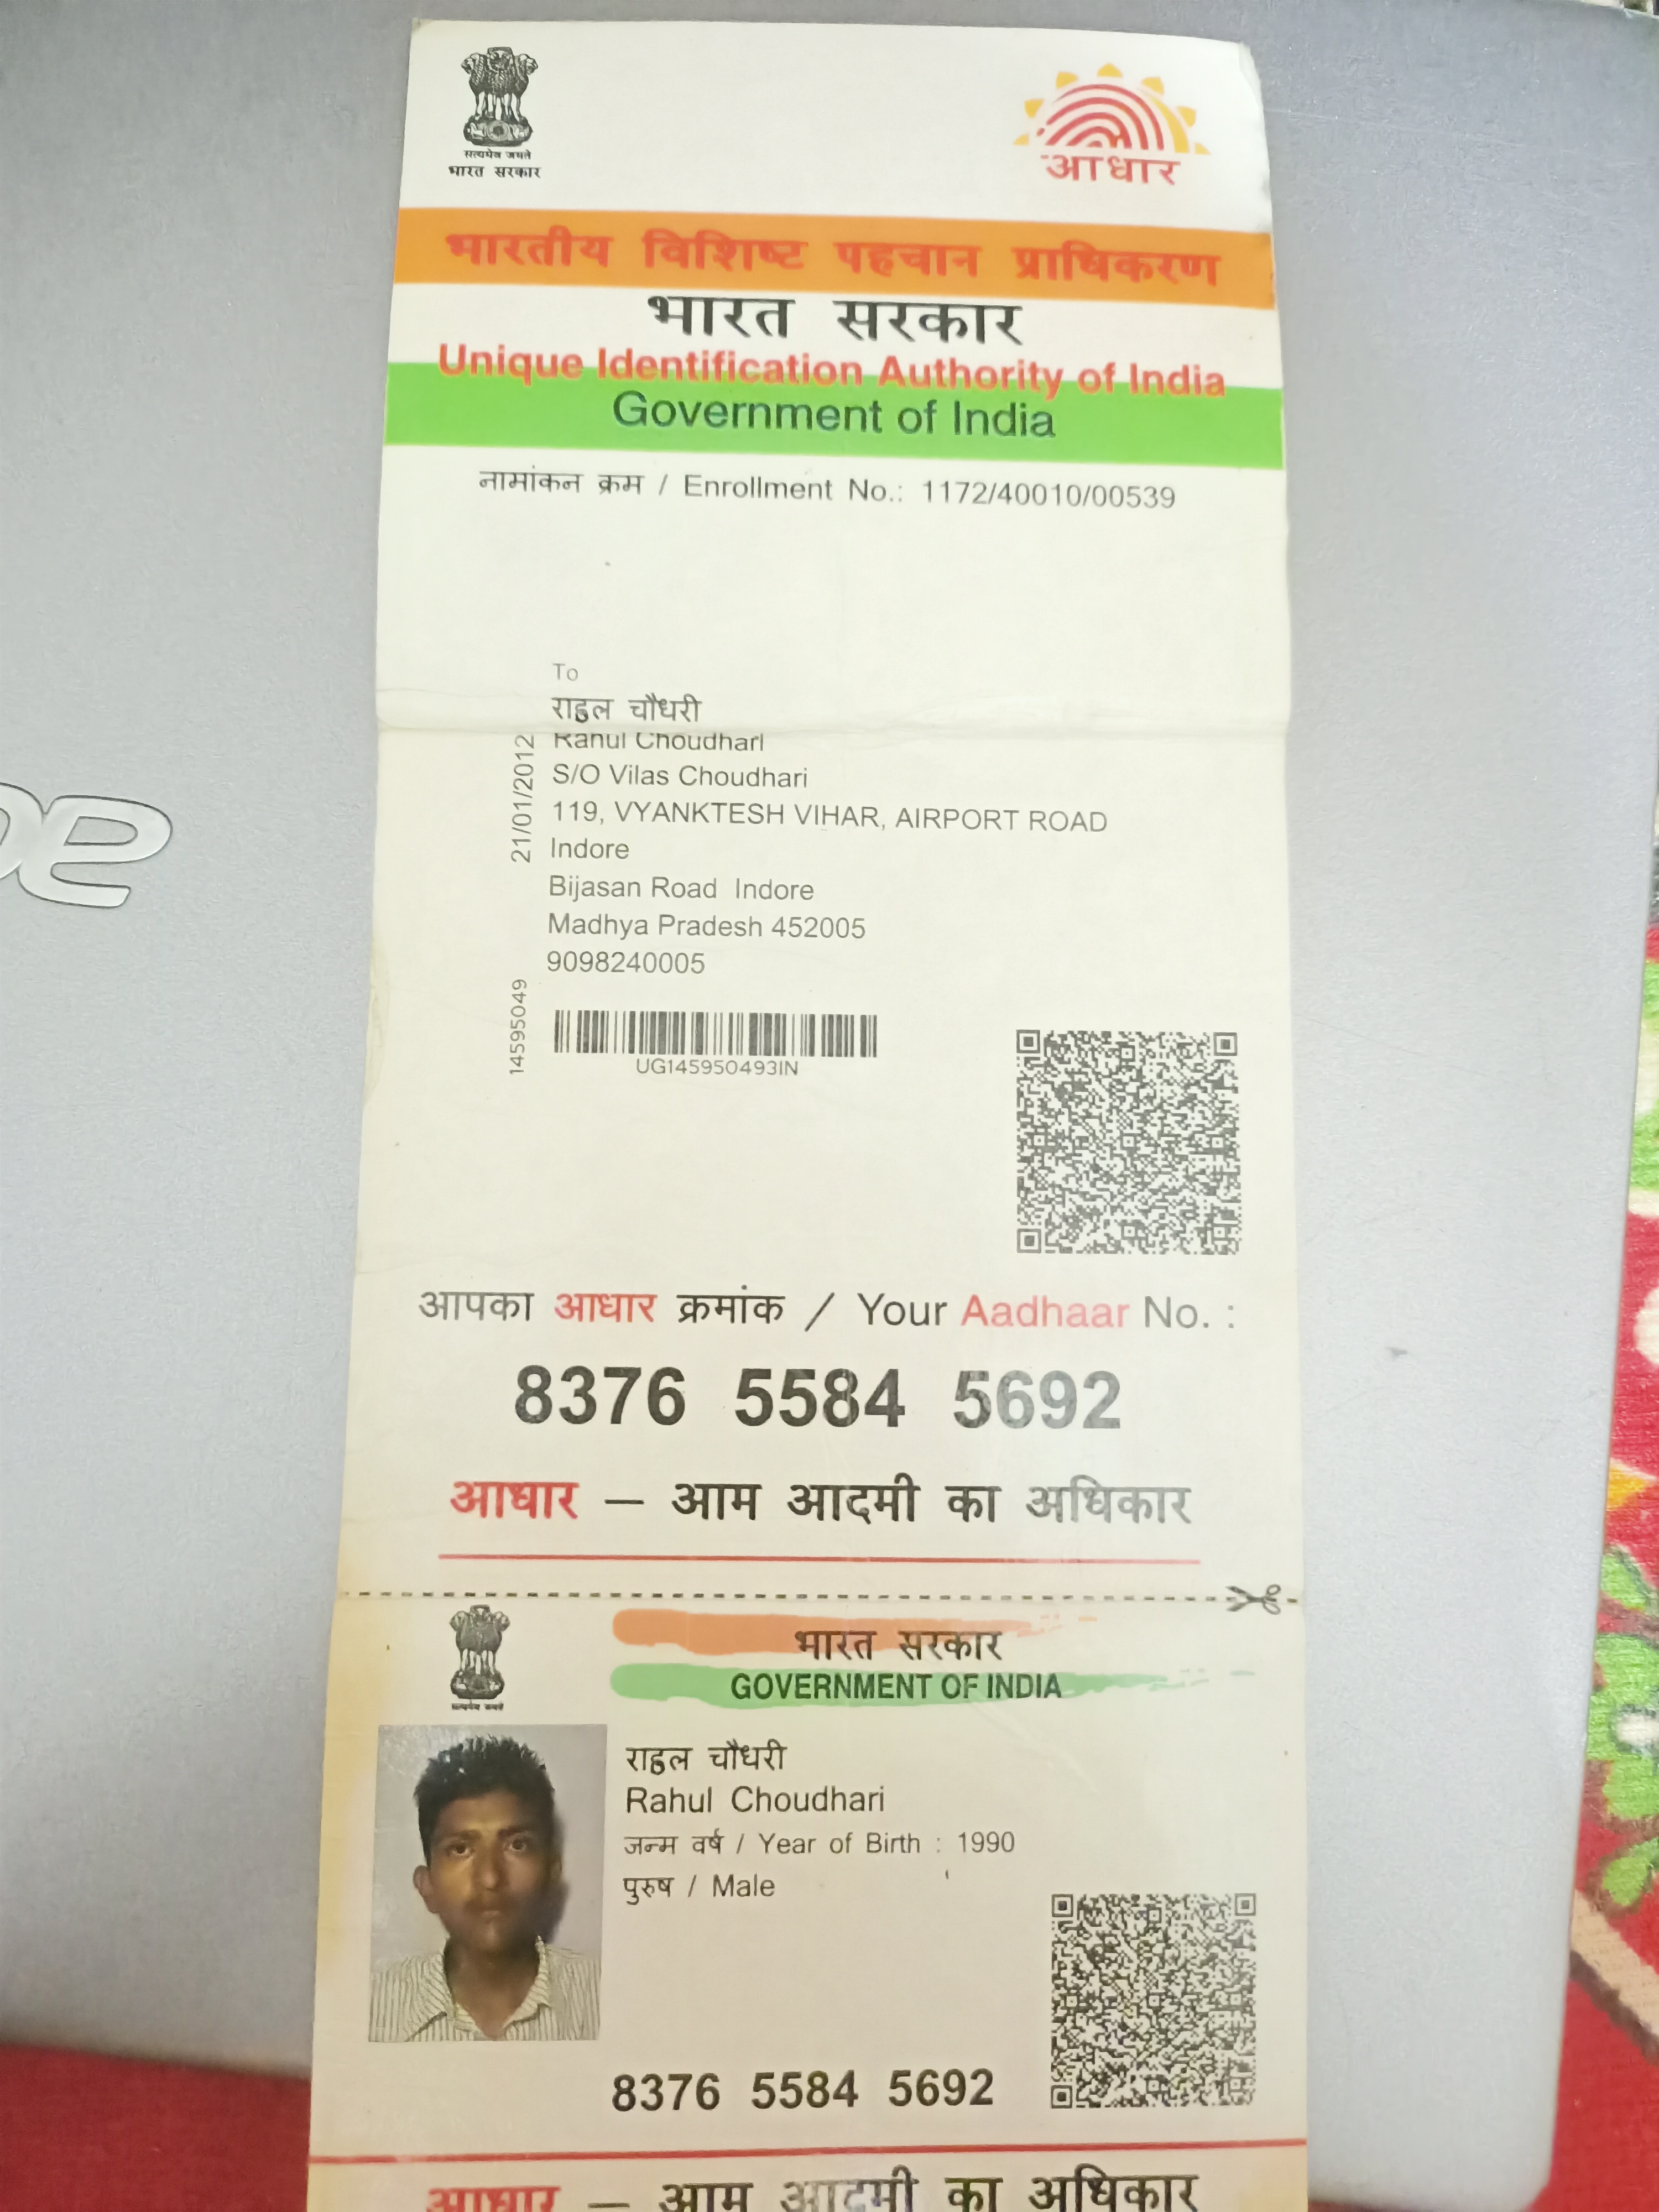 सत्यमेव जयते
भारत सरकार
आधार
भारतीय विशिष्ट पहचान प्राधिकरण
भारत सरकार
Unique Identification Authority of India
Government of India
नामांकन क्रम / Enrollment No.: 1172/40010/00539
To
राहुल चौधरी
Rahul Choudhari
S/O Vilas Choudhari
119, VYANKTESH VIHAR, AIRPORT ROAD
Indore
Bijasan Road Indore
Madhya Pradesh 452005
9098240005
21/01/2012
14595049
UG145950493IN
आपका आधार क्रमांक / Your Aadhaar No. :
8376 5584 5692
आधार – आम आदमी का अधिकार
सत्यमेव जयते
भारत सरकार
GOVERNMENT OF INDIA
राहुल चौधरी
Rahul Choudhari
जन्म वर्ष / Year of Birth : 1990
पुरुष / Male
8376 5584 5692
आधार – आम आदमी का अधिकार